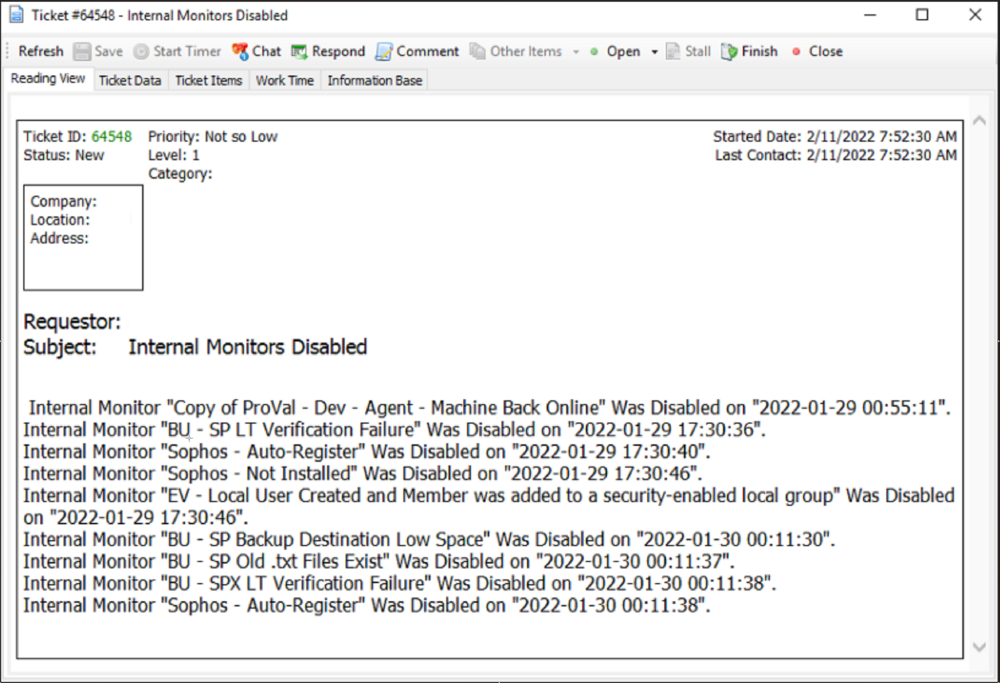 Ticket #64548 - Internal Monitors Disabled
Refresh Save Start Timer Chat Respond Comment Other Items Open Stall Finish Close
Reading View Ticket Data Ticket Items Work Time Information Base
Ticket ID: 64548 Priority: Not so Low Started Date: 2/11/2022 7:52:30 AM
Status: New Level: 1 Last Contact: 2/11/2022 7:52:30 AM
Category:
Company:
Location:
Address:
Requestor:
Subject: Internal Monitors Disabled
Internal Monitor "Copy of ProVal - Dev - Agent - Machine Back Online" Was Disabled on "2022-01-29 00:55:11".
Internal Monitor "BU - SP LT Verification Failure" Was Disabled on "2022-01-29 17:30:36".
Internal Monitor "Sophos - Auto-Register" Was Disabled on "2022-01-29 17:30:40".
Internal Monitor "Sophos - Not Installed" Was Disabled on "2022-01-29 17:30:46".
Internal Monitor "EV - Local User Created and Member was added to a security-enabled local group" Was Disabled
on "2022-01-29 17:30:46".
Internal Monitor "BU - SP Backup Destination Low Space" Was Disabled on "2022-01-30 00:11:30".
Internal Monitor "BU - SP Old .txt Files Exist" Was Disabled on "2022-01-30 00:11:37".
Internal Monitor "BU - SPX LT Verification Failure" Was Disabled on "2022-01-30 00:11:38".
Internal Monitor "Sophos - Auto-Register" Was Disabled on "2022-01-30 00:11:38".